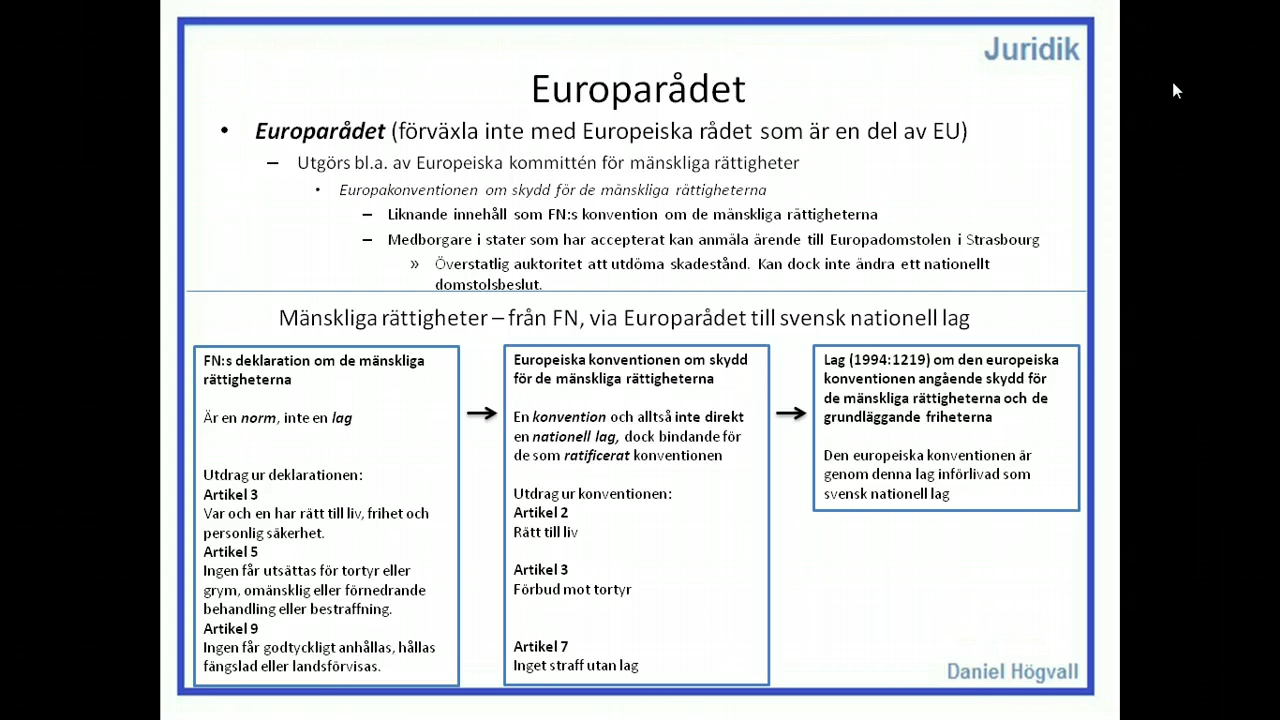 Juridik
Europarådet
• Europarådet (förväxla inte med Europeiska rådet som är en del av EU)
– Utgörs bl.a. av Europeiska kommittén för mänskliga rättigheter
• Europakonventionen om skydd för de mänskliga rättigheterna
– Liknande innehåll som FN:s konvention om de mänskliga rättigheterna
– Medborgare i stater som har accepterat kan anmäla ärende till Europadomstolen i Strasbourg
» Överstatlig auktoritet att utdöma skadestånd. Kan dock inte ändra ett nationellt
domstolsbeslut.
Mänskliga rättigheter – från FN, via Europarådet till svensk nationell lag
FN:s deklaration om de mänskliga
rättigheterna
Är en norm, inte en lag
Utdrag ur deklarationen:
Artikel 3
Var och en har rätt till liv, frihet och
personlig säkerhet.
Artikel 5
Ingen får utsättas för tortyr eller
grym, omänsklig eller förnedrande
behandling eller bestraffning.
Artikel 9
Ingen får godtyckligt anhållas, hållas
fängslad eller landsförvisas.
Europeiska konventionen om skydd
för de mänskliga rättigheterna
En konvention och alltså inte direkt
en nationell lag, dock bindande för
de som ratificerat konventionen
Utdrag ur konventionen:
Artikel 2
Rätt till liv
Artikel 3
Förbud mot tortyr
Artikel 7
Inget straff utan lag
Lag (1994:1219) om den europeiska
konventionen angående skydd för
de mänskliga rättigheterna och de
grundläggande friheterna
Den europeiska konventionen är
genom denna lag införlivad som
svensk nationell lag
Daniel Högvall